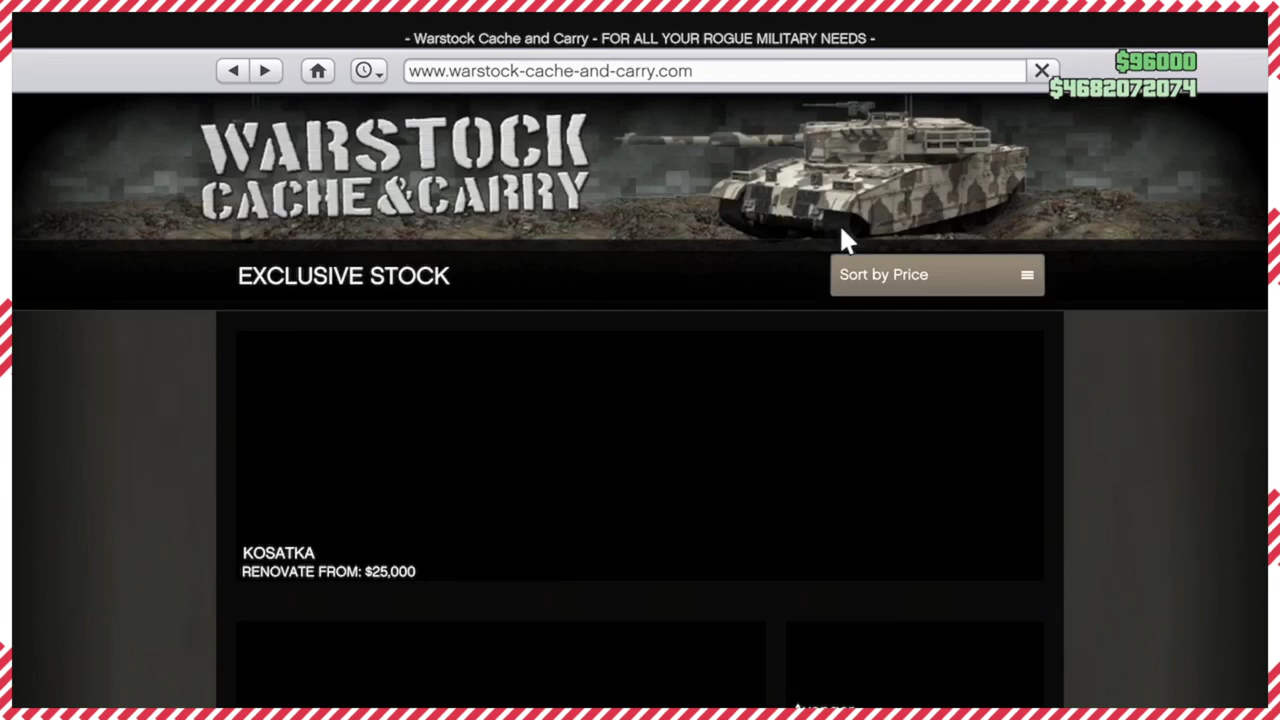 - Warstock Cache and Carry - FOR ALL YOUR ROGUE MILITARY NEEDS -
www.warstock-cache-and-carry.com
$96000
$4682072074
WARSTOCK
CACHE&CARRY
EXCLUSIVE STOCK
Sort by Price
KOSATKA
RENOVATE FROM: $25,000